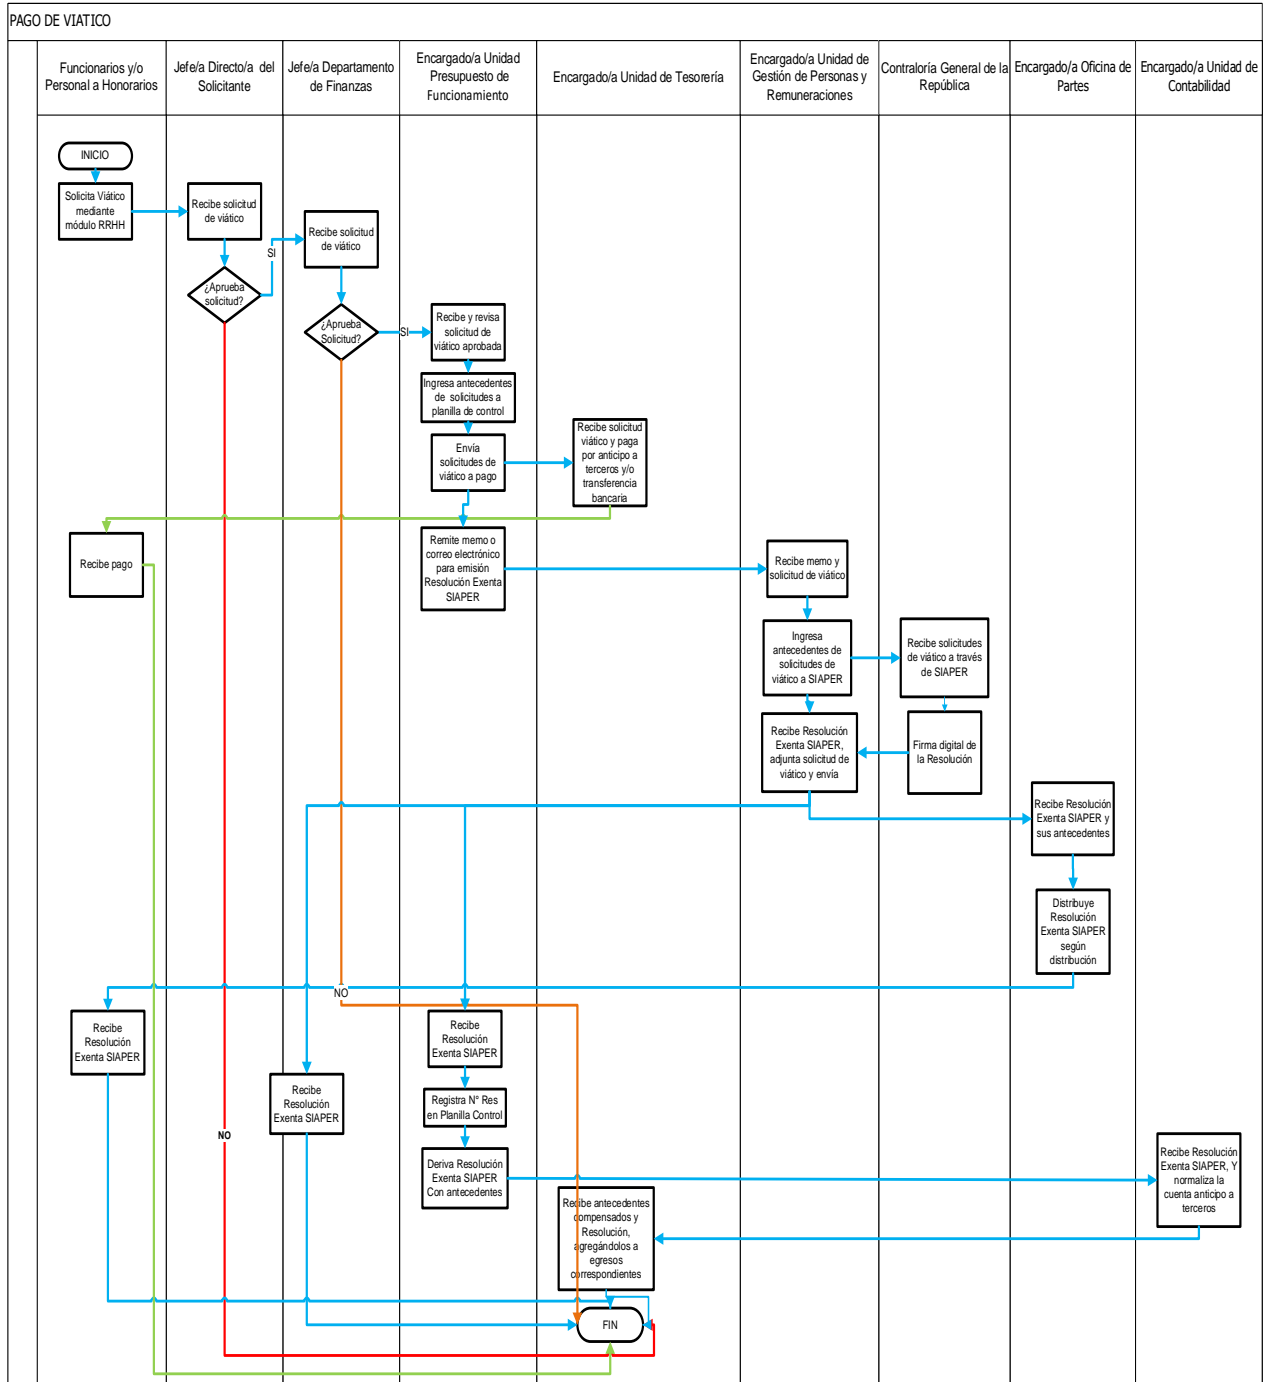 PAGO DE VIATICO
Funcionarios y/o
Personal a Honorarios
Jefe/a Directo/a del
Solicitante
Jefe/a Departamento
de Finanzas
Encargado/a Unidad
Presupuesto de
Funcionamiento
Encargado/a Unidad de Tesorería
Encargado/a Unidad de
Gestión de Personas y
Remuneraciones
Contraloría General de la
República
Encargado/a Oficina de
Partes
Encargado/a Unidad de
Contabilidad
INICIO
Solicita Viático
mediante
módulo RRHH
Recibe solicitud
de viático
¿Aprueba
solicitud?
SI
Recibe solicitud
de viático
¿Aprueba
Solicitud?
SI
Recibe y revisa
solicitud de
viático aprobada
Ingresa antecedentes
de solicitudes a
planilla de control
Envía
solicitudes de
viático a pago
Recibe solicitud
viático y paga
por anticipo a
terceros y/o
transferencia
bancaria
Recibe pago
Remite memo o
correo electrónico
para emisión
Resolución Exenta
SIAPER
Recibe memo y
solicitud de viático
Ingresa
antecedentes de
solicitudes de
viático a SIAPER
Recibe solicitudes
de viático a través
de SIAPER
Recibe Resolución
Exenta SIAPER,
adjunta solicitud de
viático y envía
Firma digital de
la Resolución
Recibe Resolución
Exenta SIAPER y
sus antecedentes
Distribuye
Resolución
Exenta SIAPER
según
distribución
NO
Recibe
Resolución
Exenta SIAPER
Recibe
Resolución
Exenta SIAPER
Recibe
Resolución
Exenta SIAPER
Registra N° Res
en Planilla Control
NO
Deriva Resolución
Exenta SIAPER
Con antecedentes
Recibe Resolución
Exenta SIAPER, Y
normaliza la
cuenta anticipo a
terceros
Recibe antecedentes
compensados y
Resolución,
agregándolos a
egresos
correspondientes
FIN